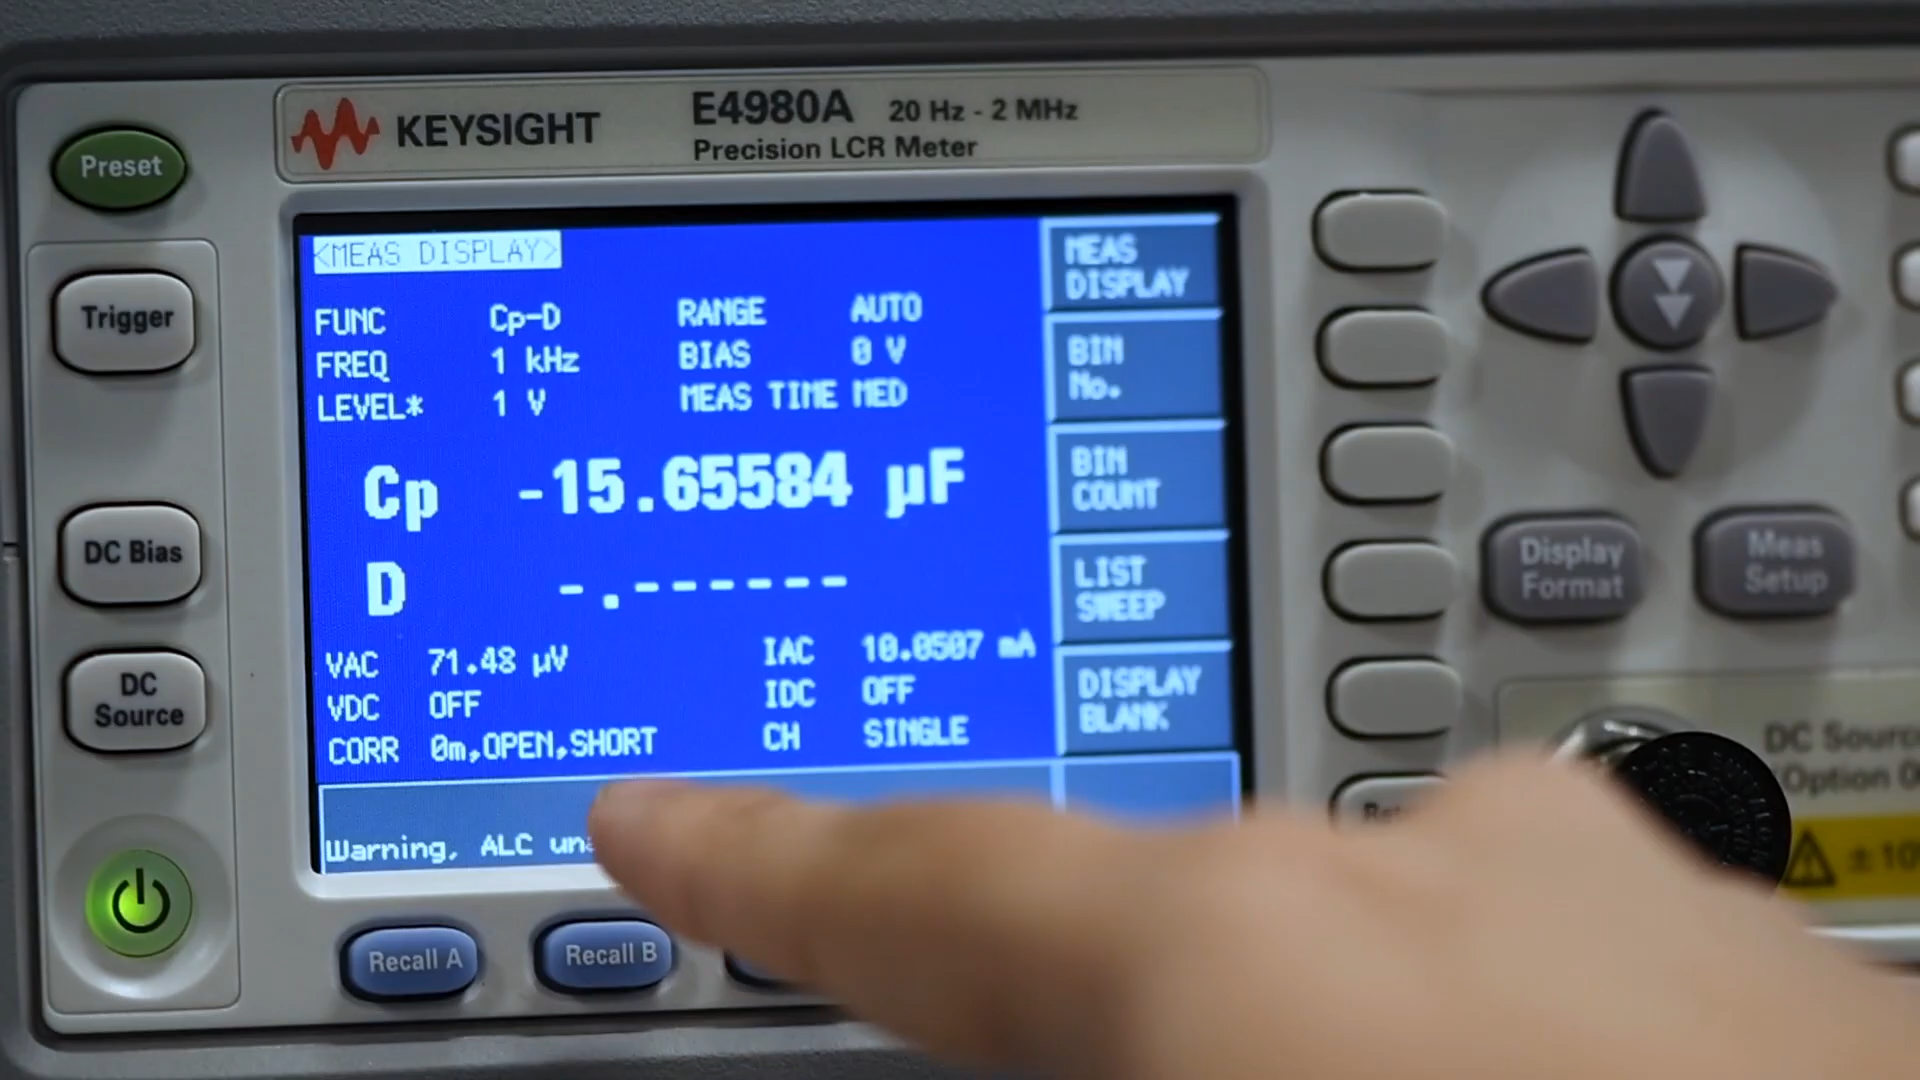 KEYSIGHT
E4980A 20 Hz - 2 MHz
Precision LCR Meter
Preset
Trigger
DC Bias
DC
Source
<MEAS DISPLAY>
FUNC Cp-D RANGE AUTO
FREQ 1 kHz BIAS 0 V
LEVEL* 1 V MEAS TIME MED
Cp -15.65584 µF
D -.------
VAC 71.48 µV IAC 10.0507 mA
VDC OFF IDC OFF
CORR 0m,OPEN,SHORT CH SINGLE
Warning, ALC
MEAS
DISPLAY
BIN
No.
BIN
COUNT
LIST
SWEEP
DISPLAY
BLANK
Recall A
Recall B
Display
Format
Meas
Setup
DC